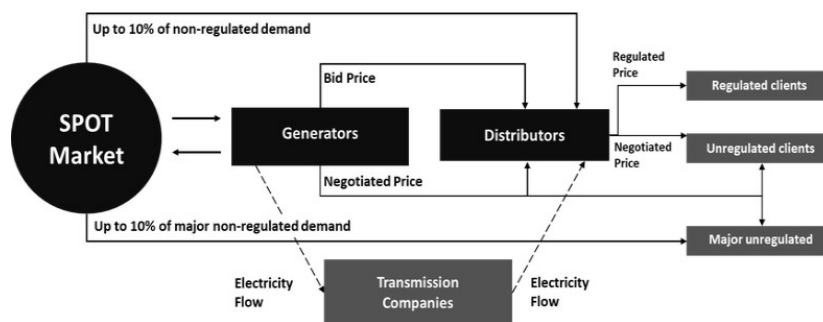 Up to 10% of non-regulated demand
Bid Price
Regulated
Price
Regulated clients
SPOT
Market
Generators
Distributors
Negotiated
Price
Unregulated clients
Negotiated Price
Up to 10% of major non-regulated demand
Major unregulated
Electricity
Flow
Transmission
Companies
Electricity
Flow